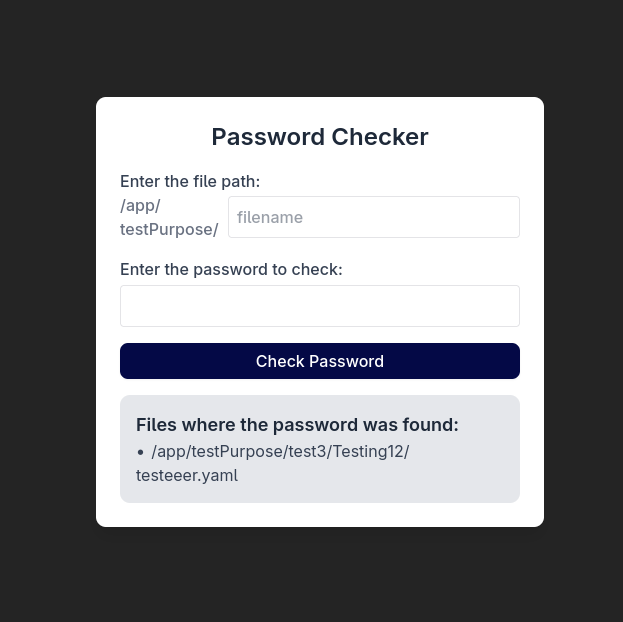 Password Checker
Enter the file path:
/app/
testPurpose/
filename
Enter the password to check:
Check Password
Files where the password was found:
• /app/testPurpose/test3/Testing12/
testeeer.yaml